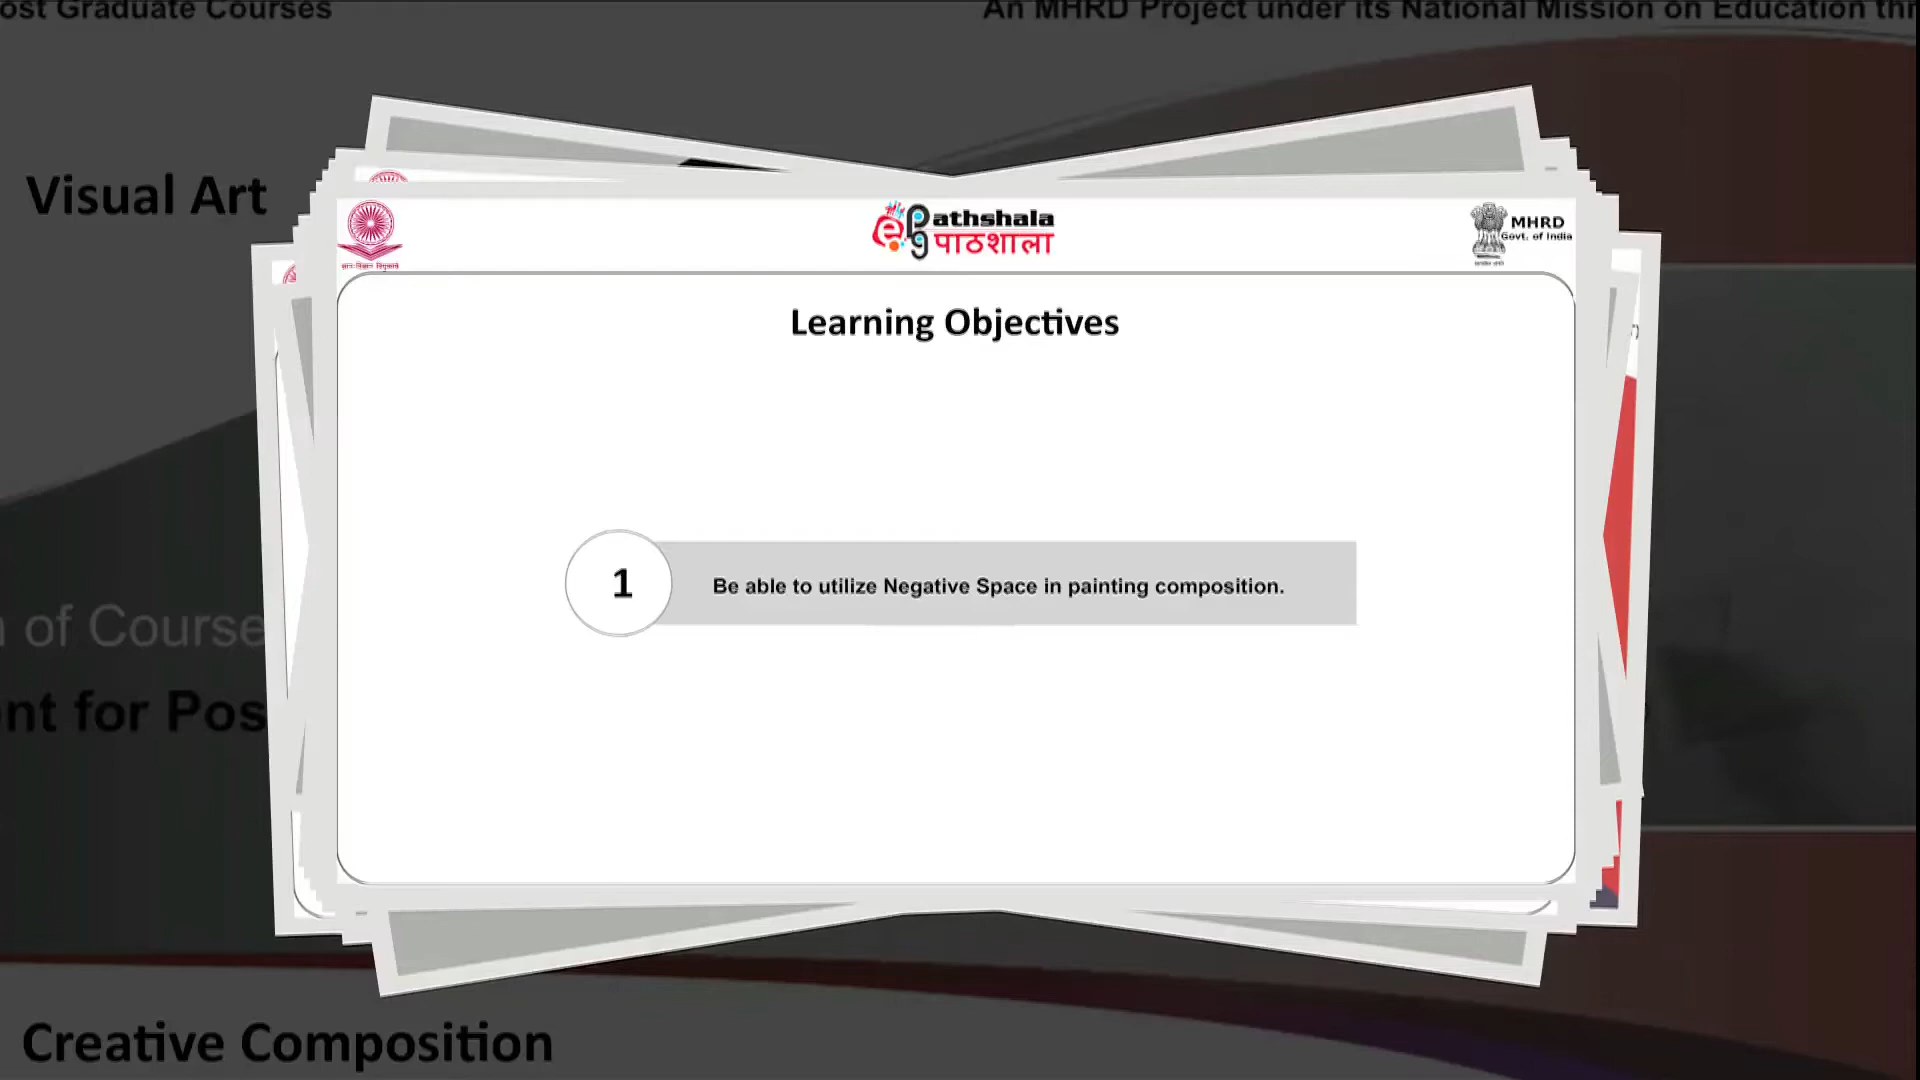 ost Graduate Courses
An MHRD Project under its National Mission on Education thr
Visual Art
athshala
पाठशाला
MHRD
Govt. of India
Learning Objectives
1
Be able to utilize Negative Space in painting composition.
of Course
nt for Pos
Creative Composition